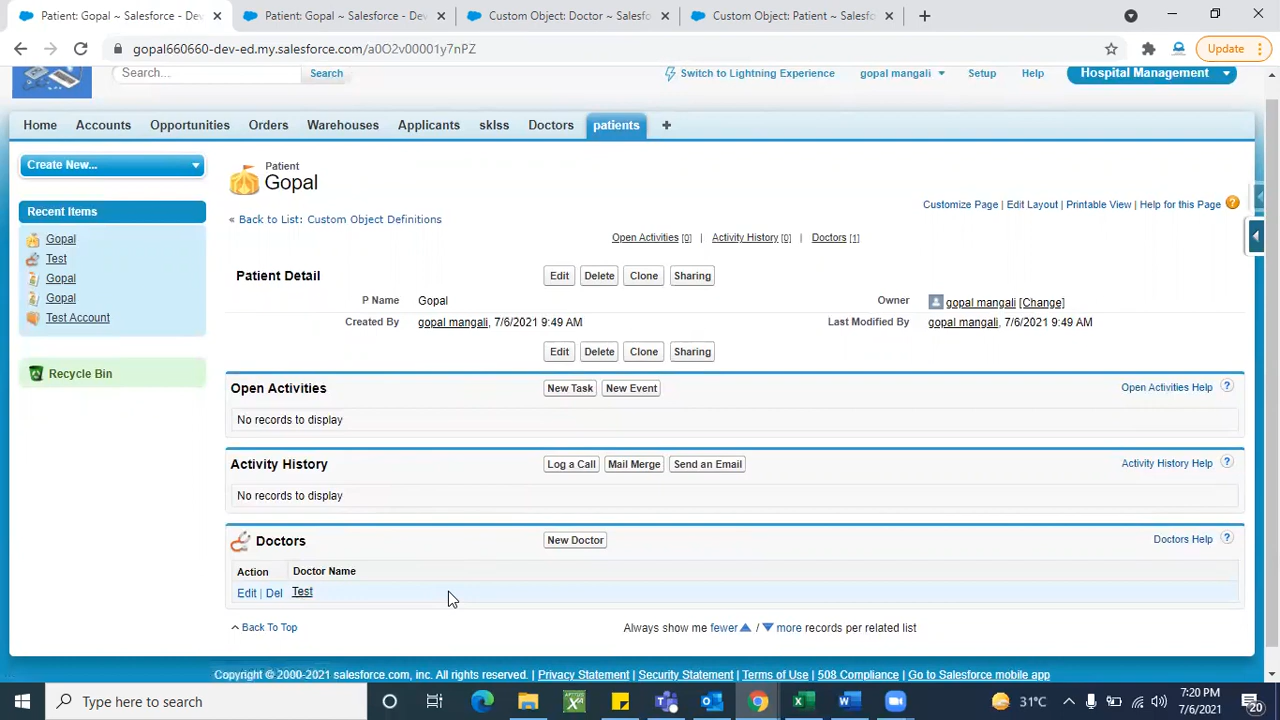 Patient: Gopal ~ Salesforce - Dev
Patient: Gopal ~ Salesforce - Dev
Custom Object: Doctor ~ Salesfo
Custom Object: Patient ~ Salesfo
gopal660660-dev-ed.my.salesforce.com/a0O2v00001y7nPZ
Update
Search...
Search
Switch to Lightning Experience
gopal mangali
Setup
Help
Hospital Management
Home
Accounts
Opportunities
Orders
Warehouses
Applicants
sklss
Doctors
patients
+
Create New...
Recent Items
Gopal
Test
Gopal
Gopal
Test Account
Recycle Bin
Patient
Gopal
Customize Page | Edit Layout | Printable View | Help for this Page ?
« Back to List: Custom Object Definitions
Open Activities [0] | Activity History [0] | Doctors [1]
Patient Detail
Edit Delete Clone Sharing
P Name Gopal
Owner gopal mangali [Change]
Created By gopal mangali, 7/6/2021 9:49 AM
Last Modified By gopal mangali, 7/6/2021 9:49 AM
Edit Delete Clone Sharing
Open Activities
New Task New Event
Open Activities Help ?
No records to display
Activity History
Log a Call Mail Merge Send an Email
Activity History Help ?
No records to display
Doctors
New Doctor
Doctors Help ?
Action Doctor Name
Edit | Del Test
Back To Top
Always show me fewer / more records per related list
Copyright © 2000-2021 salesforce.com, inc. All rights reserved. | Privacy Statement | Security Statement | Terms of Use | 508 Compliance | Go to Salesforce mobile app
Type here to search
31°C
7:20 PM
7/6/2021
20